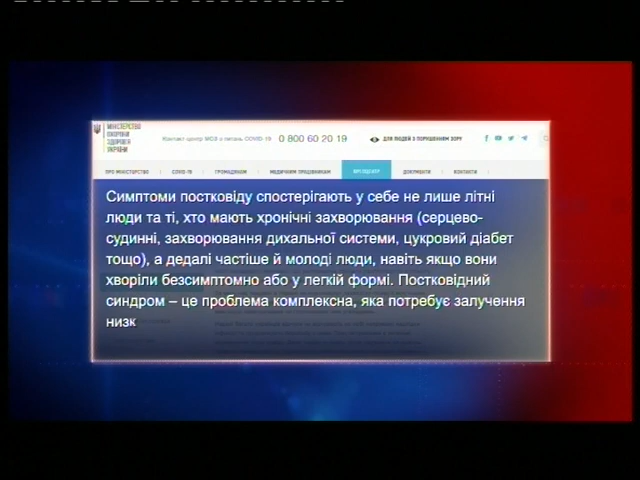 МІНІСТЕРСТВО
ОХОРОНИ
ЗДОРОВ'Я
УКРАЇНИ
Контакт-центр МОЗ з питань COVID-19 0 800 60 20 19
ДЛЯ ЛЮДЕЙ З ПОРУШЕННЯМ ЗОРУ
ПРО МІНІСТЕРСТВО COVID-19 ГРОМАДЯНАМ МЕДИЧНИМ ПРАЦІВНИКАМ ПРЕСЦЕНТР ДОКУМЕНТИ КОНТАКТИ
Симптоми постковіду спостерігають у себе не лише літні
люди та ті, хто мають хронічні захворювання (серцево-
судинні, захворювання дихальної системи, цукровий діабет
тощо), а дедалі частіше й молоді люди, навіть якщо вони
хворіли безсимптомно або у легкій формі. Постковідний
синдром – це проблема комплексна, яка потребує залучення
низк